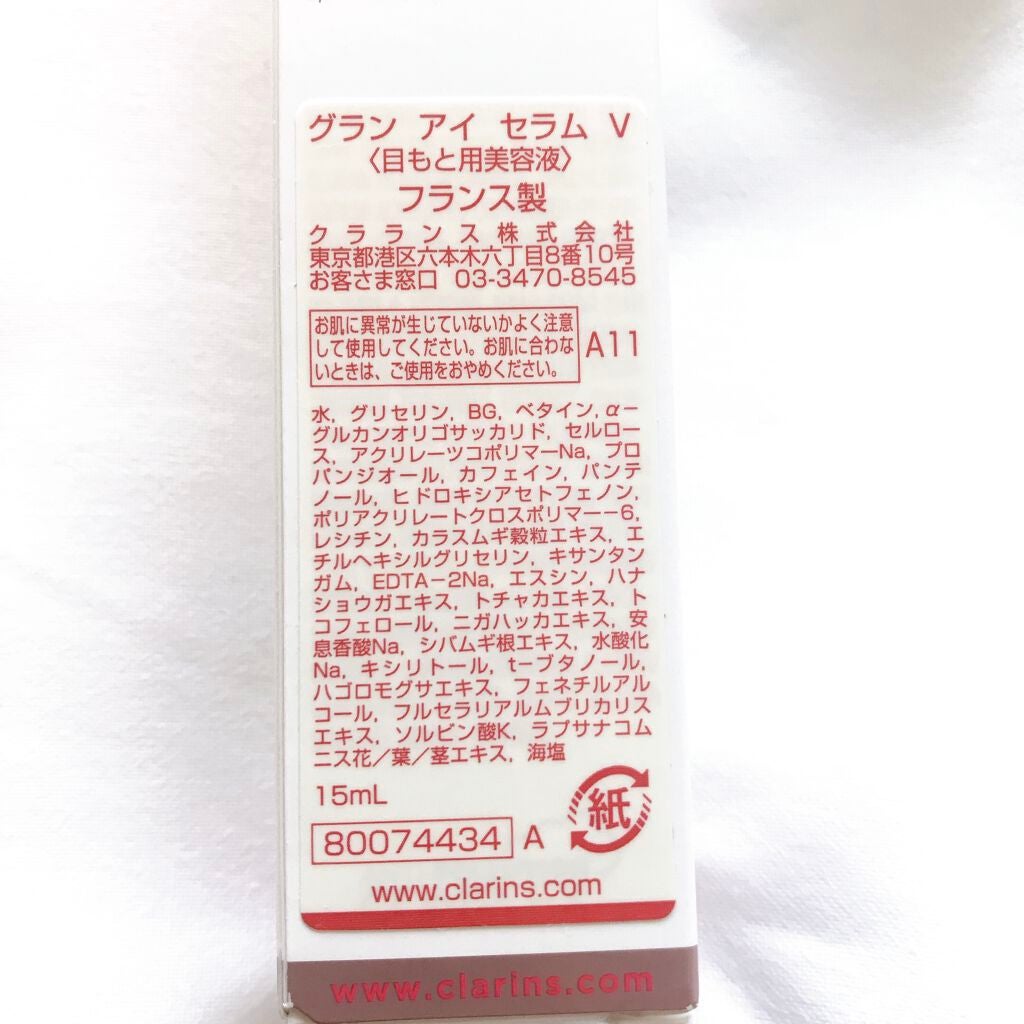 グラン アイ セラム V
〈目もと用美容液〉
フランス製
クラランス株式会社
東京都港区六本木六丁目8番10号
お客さま窓口 03-3470-8545
お肌に異常が生じていないかよく注意
して使用してください。お肌に合わな
いときは、ご使用をおやめください。
A11
水, グリセリン, BG, ベタイン, α－
グルカンオリゴサッカリド, セルロー
ス, アクリレーツコポリマーNa, プロ
パンジオール, カフェイン, パンテ
ノール, ヒドロキシアセトフェノン,
ポリアクリレートクロスポリマー－6,
レシチン, カラスムギ穀粒エキス, エ
チルヘキシルグリセリン, キサンタン
ガム, EDTA－2Na, エスシン, ハナ
ショウガエキス, トチャカエキス, ト
コフェロール, ニガハッカエキス, 安
息香酸Na, シバムギ根エキス, 水酸化
Na, キシリトール, t－ブタノール,
ハゴロモグサエキス, フェネチルアル
コール, フルセラリアルムブリカリス
エキス, ソルビン酸K, ラプサナコム
ニス花／葉／茎エキス, 海塩
15mL
紙
80074434 A
www.clarins.com
www.clarins.com